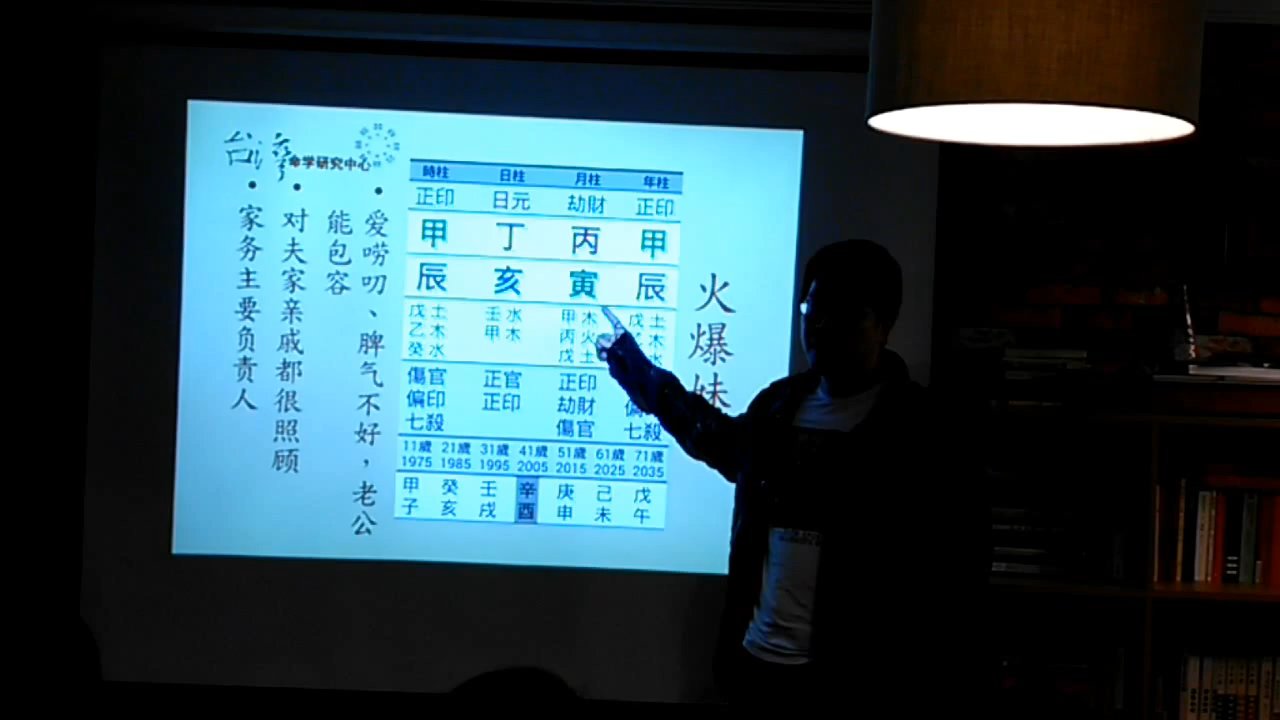 台灣命学研究中心
火爆妹
時柱 日柱 月柱 年柱
正印 日元 劫財 正印
甲 丁 丙 甲
辰 亥 寅 辰
戊土 壬水 甲木 戊土
乙木 甲木 丙火 木
癸水 戊土 水
傷官 正官 正印
偏印 正印 劫財 偏
七殺 傷官 七殺
11歲 21歲 31歲 41歲 51歲 61歲 71歲
1975 1985 1995 2005 2015 2025 2035
甲 癸 壬 辛 庚 己 戊
子 亥 戌 酉 申 未 午
• 爱唠叨、脾气不好，老公
能包容
• 对夫家亲戚都很照顾
• 家务主要负责人